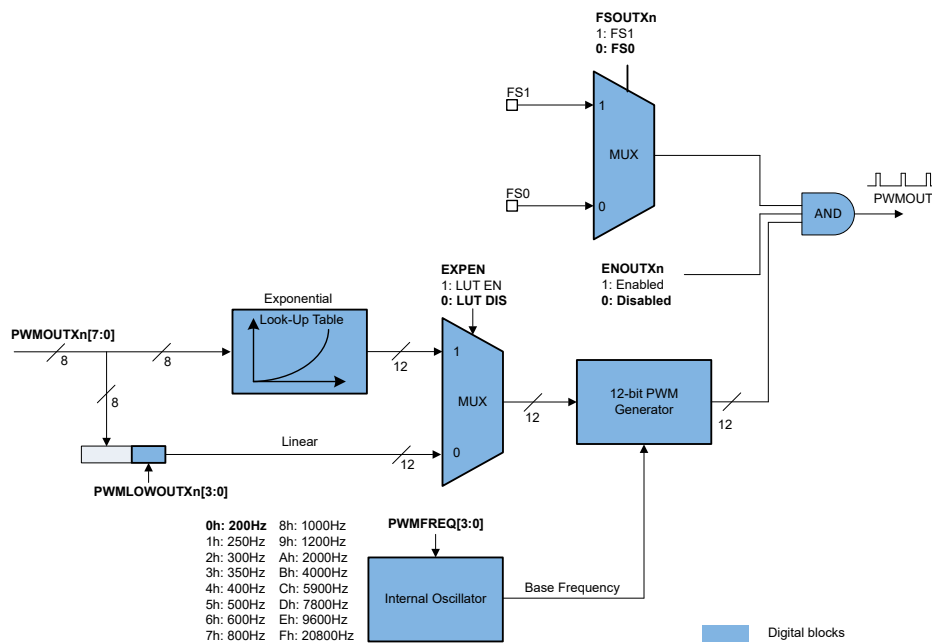 FSOUTXn
1: FS1
0: FS0
FS1
1
MUX
FS0
0
PWMOUT
AND
EXPEN
1: LUT EN
0: LUT DIS
ENOUTXn
1: Enabled
0: Disabled
Exponential
Look-Up Table
PWMOUTXn[7:0]
8
8
12
1
MUX
12
12-bit PWM
Generator
12
8
Linear
12
0
PWMLOWOUTXn[3:0]
0h: 200Hz 8h: 1000Hz
1h: 250Hz 9h: 1200Hz
2h: 300Hz Ah: 2000Hz
3h: 350Hz Bh: 4000Hz
4h: 400Hz Ch: 5900Hz
5h: 500Hz Dh: 7800Hz
6h: 600Hz Eh: 9600Hz
7h: 800Hz Fh: 20800Hz
PWMFREQ[3:0]
Internal Oscillator
Base Frequency
Digital blocks